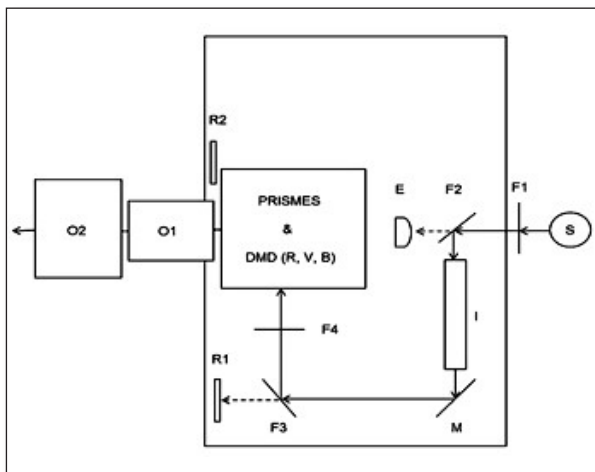 R2
E
F2
F1
PRISMES
&
DMD (R, V, B)
O2
O1
S
I
F4
R1
F3
M